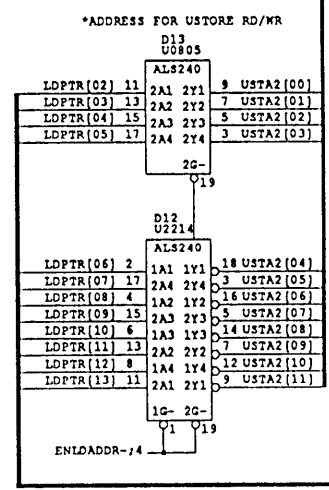 *ADDRESS FOR USTORE RD/WR
D13
U0805
ALS240
LDPTR[02] 11 2A1 2Y1 9 USTA2[00]
LDPTR[03] 13 2A2 2Y2 7 USTA2[01]
LDPTR[04] 15 2A3 2Y3 5 USTA2[02]
LDPTR[05] 17 2A4 2Y4 3 USTA2[03]
2G-
19
D12
U2214
ALS240
LDPTR[06] 2 1A1 1Y1 18 USTA2[04]
LDPTR[07] 17 2A4 2Y4 3 USTA2[05]
LDPTR[08] 4 1A2 1Y2 16 USTA2[06]
LDPTR[09] 15 2A3 2Y3 5 USTA2[07]
LDPTR[10] 6 1A3 1Y3 14 USTA2[08]
LDPTR[11] 13 2A2 2Y2 7 USTA2[09]
LDPTR[12] 8 1A4 1Y4 12 USTA2[10]
LDPTR[13] 11 2A1 2Y1 9 USTA2[11]
1G- 2G-
1 19
ENLDADDR-;4